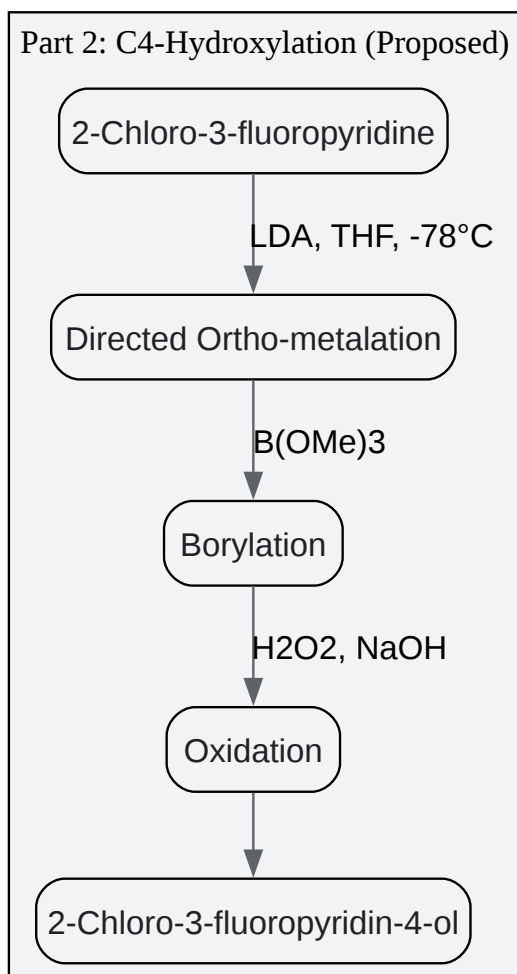 Part 2: C4-Hydroxylation (Proposed)
2-Chloro-3-fluoropyridine
LDA, THF, -78°C
Directed Ortho-metalation
B(OMe)3
Borylation
H2O2, NaOH
Oxidation
2-Chloro-3-fluoropyridin-4-ol